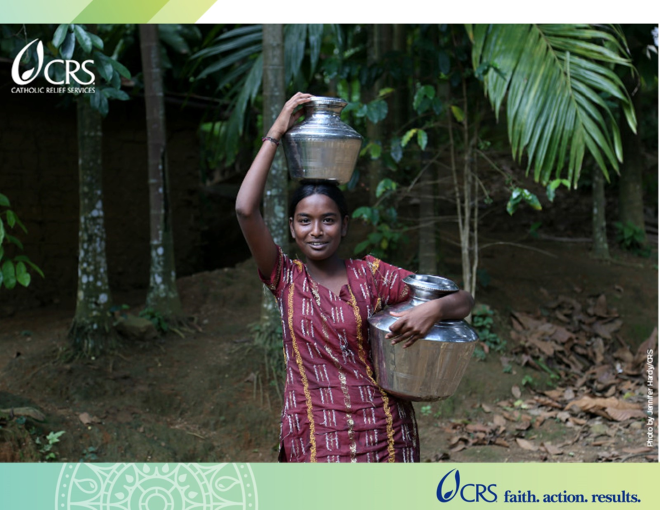 CRS
CATHOLIC RELIEF SERVICES
Photo by Jennifer Hardy/CRS
CRS faith. action. results.